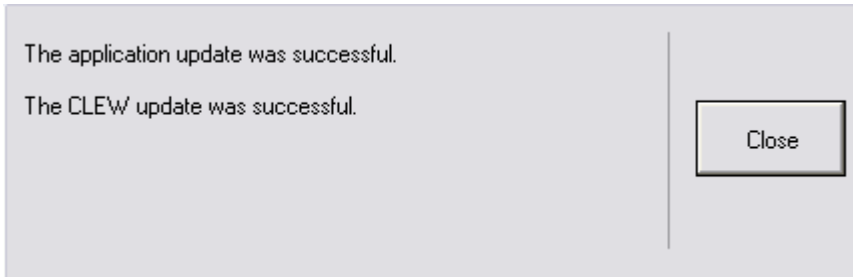 The application update was successful.
The CLEW update was successful.
Close